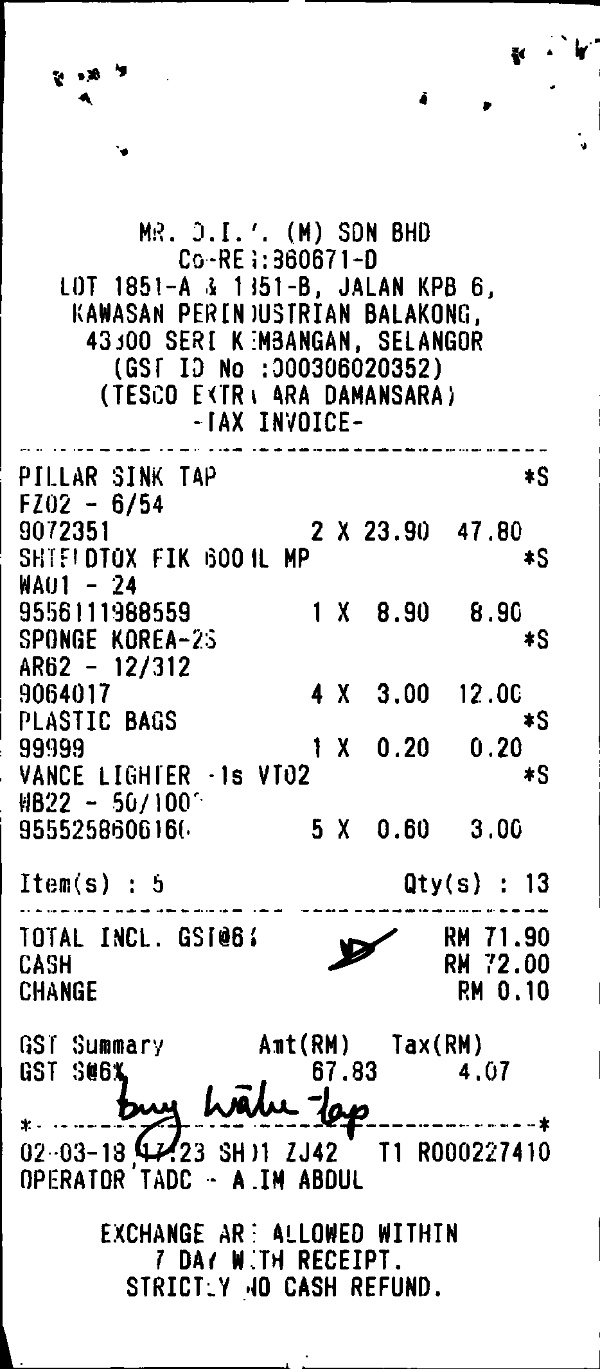 MR. D.I.Y. (M) SDN BHD
Co-REG:860671-D
LOT 1851-A & 1851-B, JALAN KPB 6,
KAWASAN PERINDUSTRIAN BALAKONG,
43300 SERI KEMBANGAN, SELANGOR
(GST ID No :000306020352)
(TESCO EXTRA ARA DAMANSARA)
-TAX INVOICE-
PILLAR SINK TAP *S
FZ02 - 6/54
9072351 2 X 23.90 47.80
SHIELDTOX FIK 600ML MP *S
WA01 - 24
9556111988559 1 X 8.90 8.90
SPONGE KOREA-2S *S
AR62 - 12/312
9064017 4 X 3.00 12.00
PLASTIC BAGS *S
99999 1 X 0.20 0.20
VANCE LIGHTER -1s VT02 *S
WB22 - 50/1000
5 X 0.60 3.00
Item(s) : 5 Qty(s) : 13
TOTAL INCL. GST@6% RM 71.90
CASH RM 72.00
CHANGE RM 0.10
GST Summary Amt(RM) Tax(RM)
GST S@6% 67.83 4.07
buy tap
*------------------------------------*
02-03-18 17:23 SH01 ZJ42 T1 R000227410
OPERATOR TADC - ALIM ABDUL
EXCHANGE ARE ALLOWED WITHIN
7 DAY WITH RECEIPT.
STRICTLY NO CASH REFUND.